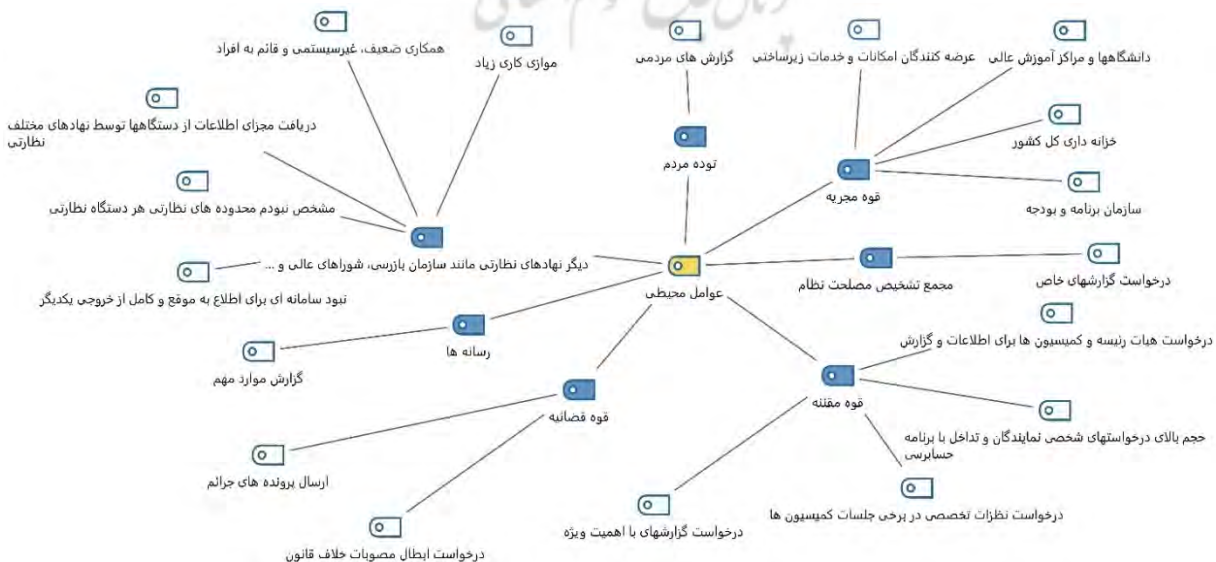 همکاری ضعیف، غیرسیستمی و قائم به افراد
موازی کاری زیاد
گزارش های مردمی
عرضه کنندگان امکانات و خدمات زیرساختی
دانشگاهها و مراکز آموزش عالی
دریافت مجزای اطلاعات از دستگاهها توسط نهادهای مختلف
نظارتی
توده مردم
خزانه داری کل کشور
قوه مجریه
مشخص نبودم محدوده های نظارتی هر دستگاه نظارتی
سازمان برنامه و بودجه
دیگر نهادهای نظارتی مانند سازمان بازرسی، شوراهای عالی و ...
عوامل محیطی
مجمع تشخیص مصلحت نظام
درخواست گزارشهای خاص
نبود سامانه ای برای اطلاع به موقع و کامل از خروجی یکدیگر
درخواست هیات رئیسه و کمیسیون ها برای اطلاعات و گزارش
رسانه ها
گزارش موارد مهم
قوه مقننه
قوه قضائیه
حجم بالای درخواستهای شخصی نمایندگان و تداخل با برنامه
حسابرسی
ارسال پرونده های جرائم
درخواست نظزات تخصصی در برخی جلسات کمیسیون ها
درخواست گزارشهای با اهمیت ویژه
درخواست ابطال مصوبات خلاف قانون